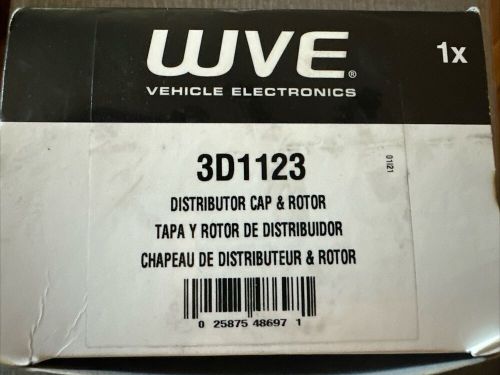 WVE®
1x
VEHICLE ELECTRONICS
3D1123
01121
DISTRIBUTOR CAP & ROTOR
TAPA Y ROTOR DE DISTRIBUIDOR
CHAPEAU DE DISTRIBUTEUR & ROTOR
0 25875 48697 1